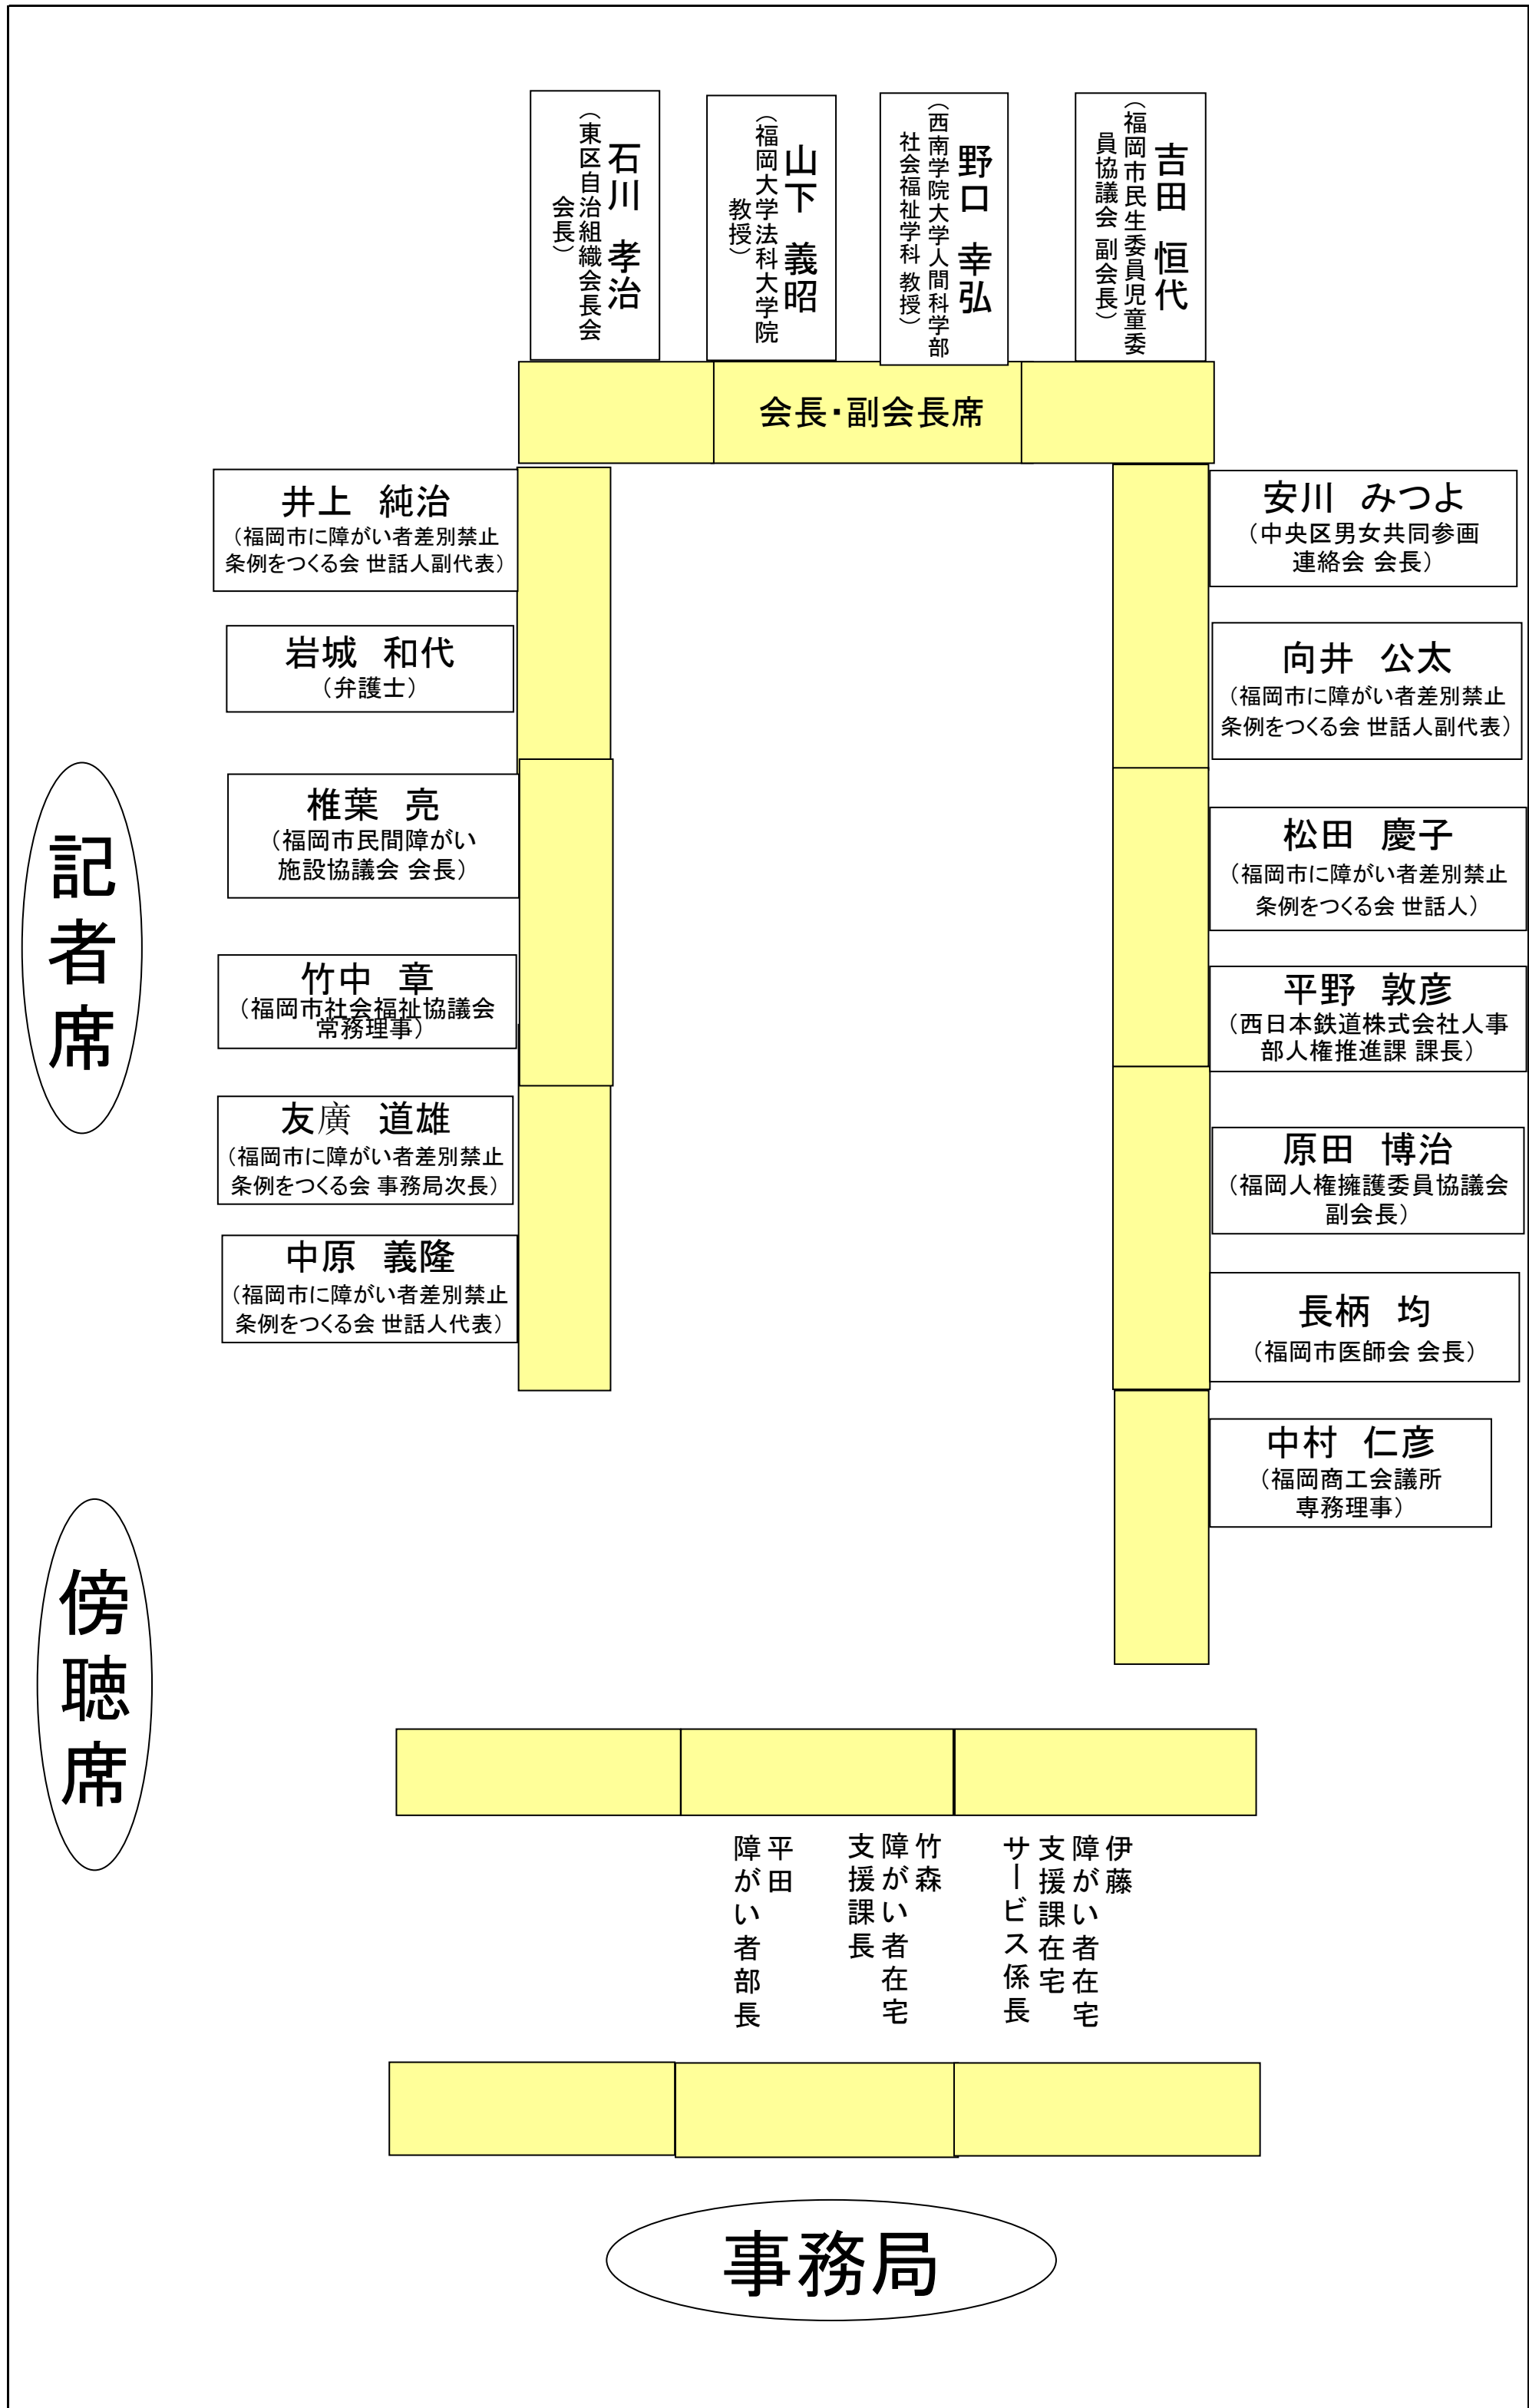 石川　孝治
（東区自治組織会長会
会長）
山下　義昭
（福岡大学法科大学院
教授）
野口　幸弘
（西南学院大学人間科学部
社会福祉学科 教授）
吉田　恒代
（福岡市民生委員児童委
員協議会 副会長）
会長・副会長席
井上　純治
（福岡市に障がい者差別禁止
条例をつくる会 世話人副代表）
岩城　和代
（弁護士）
椎葉　亮
（福岡市民間障がい
施設協議会 会長）
竹中　章
（福岡市社会福祉協議会
常務理事）
友廣　道雄
（福岡市に障がい者差別禁止
条例をつくる会 事務局次長）
中原　義隆
（福岡市に障がい者差別禁止
条例をつくる会 世話人代表）
安川　みつよ
（中央区男女共同参画
連絡会 会長）
向井　公太
（福岡市に障がい者差別禁止
条例をつくる会 世話人副代表）
松田　慶子
（福岡市に障がい者差別禁止
条例をつくる会 世話人）
平野　敦彦
（西日本鉄道株式会社人事
部人権推進課 課長）
原田　博治
（福岡人権擁護委員協議会
副会長）
長柄　均
（福岡市医師会 会長）
中村　仁彦
（福岡商工会議所
専務理事）
記者席
傍聴席
平田
障がい者部長
竹森
障がい者在宅
支援課長
伊藤
障がい者在宅
支援課在宅
サービス係長
事務局